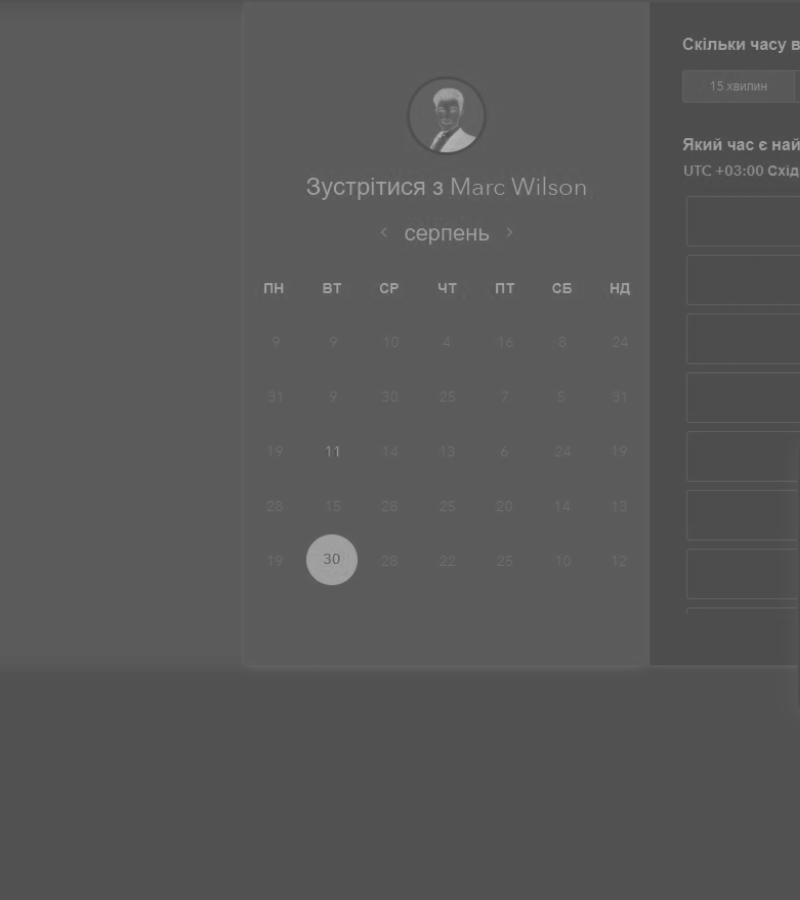 Зустрітися з Marc Wilson
‹ серпень ›
ПН ВТ СР ЧТ ПТ СБ НД
9 9 10 4 16 8 24
31 9 30 25 7 5 31
19 11 14 13 6 24 19
28 15 28 25 20 14 13
19 30 28 22 25 10 12
Скільки часу в
15 хвилин
Який час є най
UTC +03:00 Схід